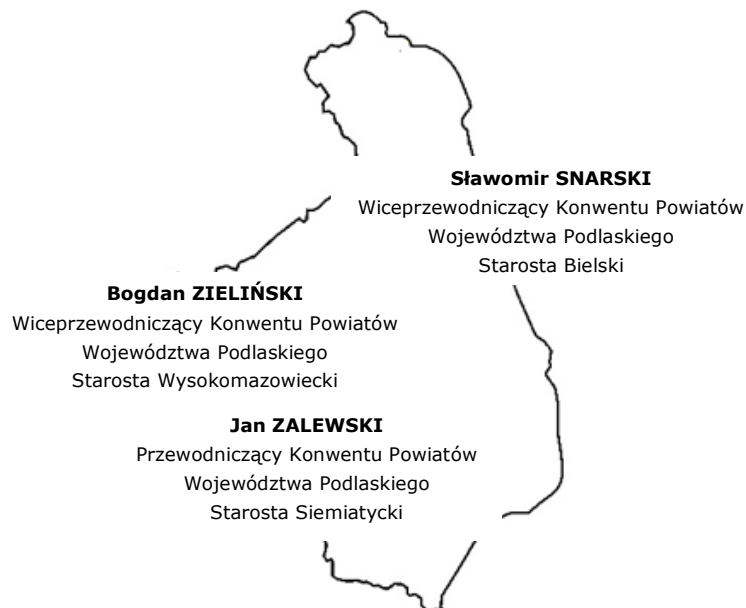 Sławomir SNARSKI
Wiceprzewodniczący Konwentu Powiatów
Województwa Podlaskiego
Starosta Bielski
Bogdan ZIELIŃSKI
Wiceprzewodniczący Konwentu Powiatów
Województwa Podlaskiego
Starosta Wysokomazowiecki
Jan ZALEWSKI
Przewodniczący Konwentu Powiatów
Województwa Podlaskiego
Starosta Siemiatycki